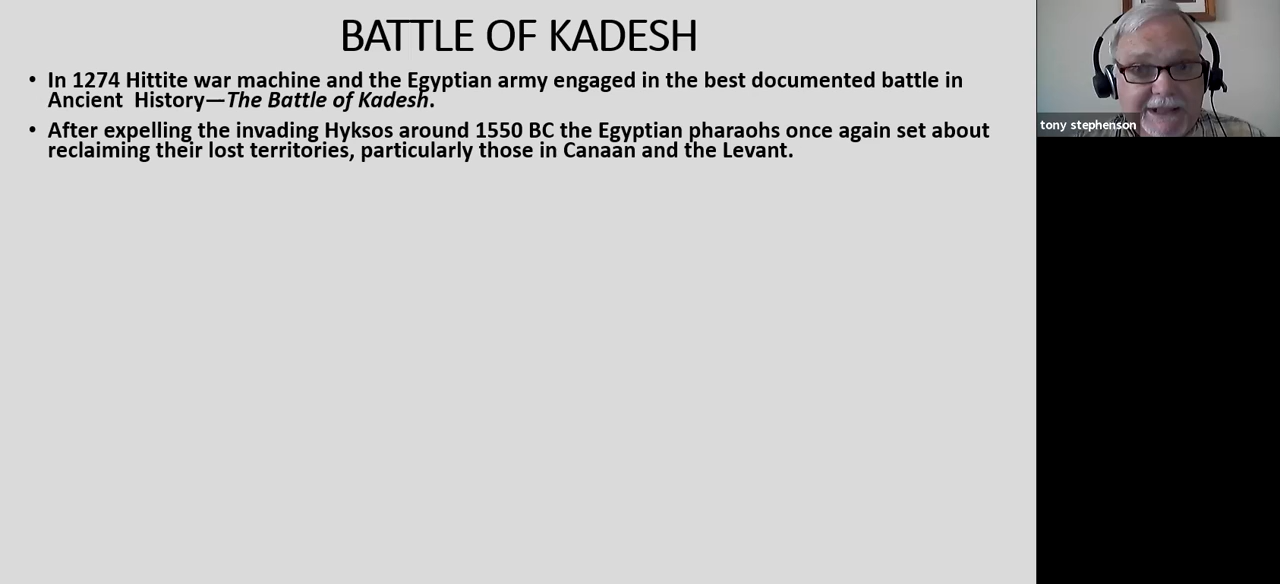 BATTLE OF KADESH
• In 1274 Hittite war machine and the Egyptian army engaged in the best documented battle in
Ancient  History—The Battle of Kadesh.
• After expelling the invading Hyksos around 1550 BC the Egyptian pharaohs once again set about
reclaiming their lost territories, particularly those in Canaan and the Levant.
tony stephenson